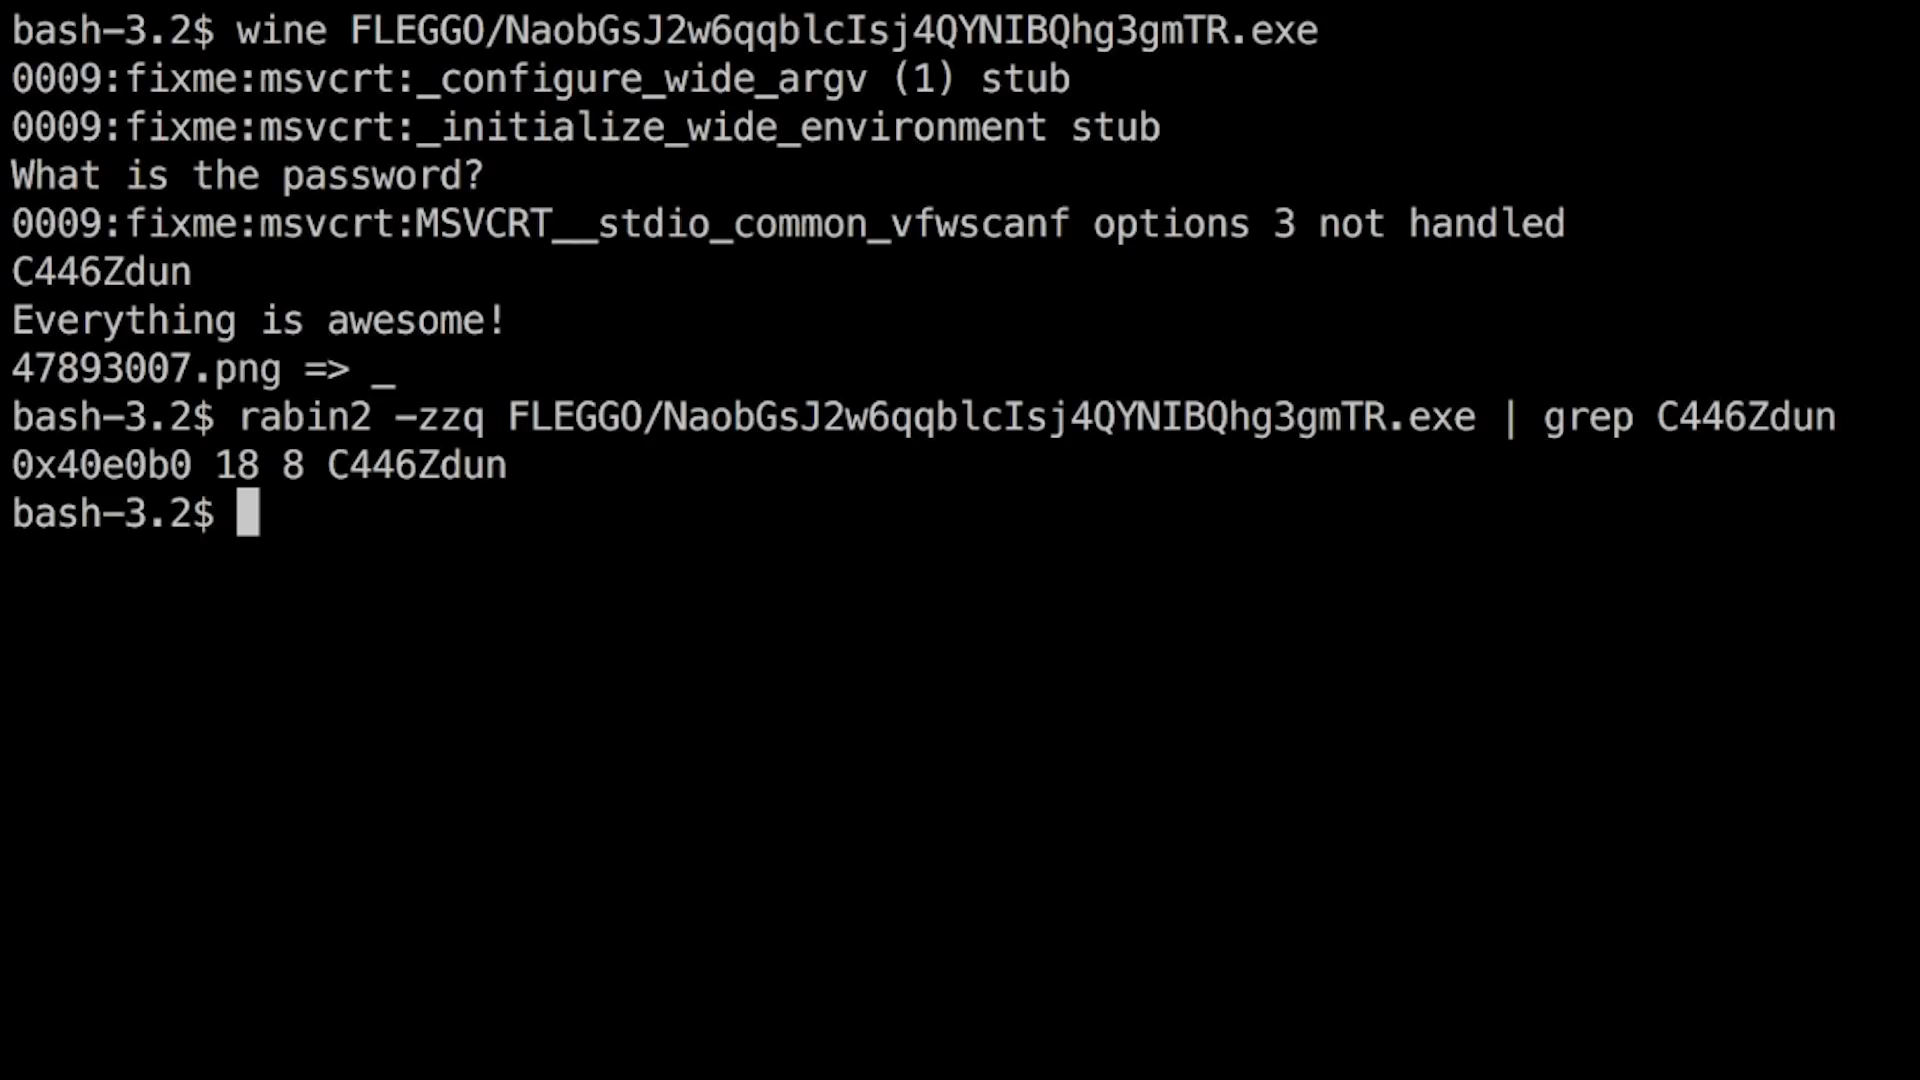 bash-3.2$ wine FLEGGO/NaobGsJ2w6qqblcIsj4QYNIBQhg3gmTR.exe
0009:fixme:msvcrt:_configure_wide_argv (1) stub
0009:fixme:msvcrt:_initialize_wide_environment stub
What is the password?
0009:fixme:msvcrt:MSVCRT__stdio_common_vfwscanf options 3 not handled
C446Zdun
Everything is awesome!
47893007.png => _
bash-3.2$ rabin2 -zzq FLEGGO/NaobGsJ2w6qqblcIsj4QYNIBQhg3gmTR.exe | grep C446Zdun
0x40e0b0 18 8 C446Zdun
bash-3.2$